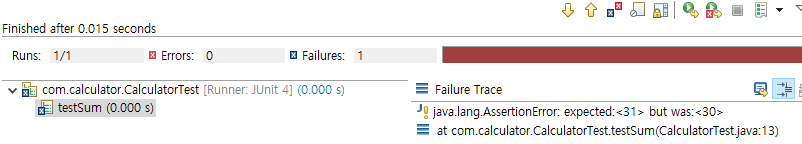 Finished after 0.015 seconds
Runs: 1/1 Errors: 0 Failures: 1
com.calculator.CalculatorTest [Runner: JUnit 4] (0.000 s)
testSum (0.000 s)
Failure Trace
java.lang.AssertionError: expected:<31> but was:<30>
at com.calculator.CalculatorTest.testSum(CalculatorTest.java:13)